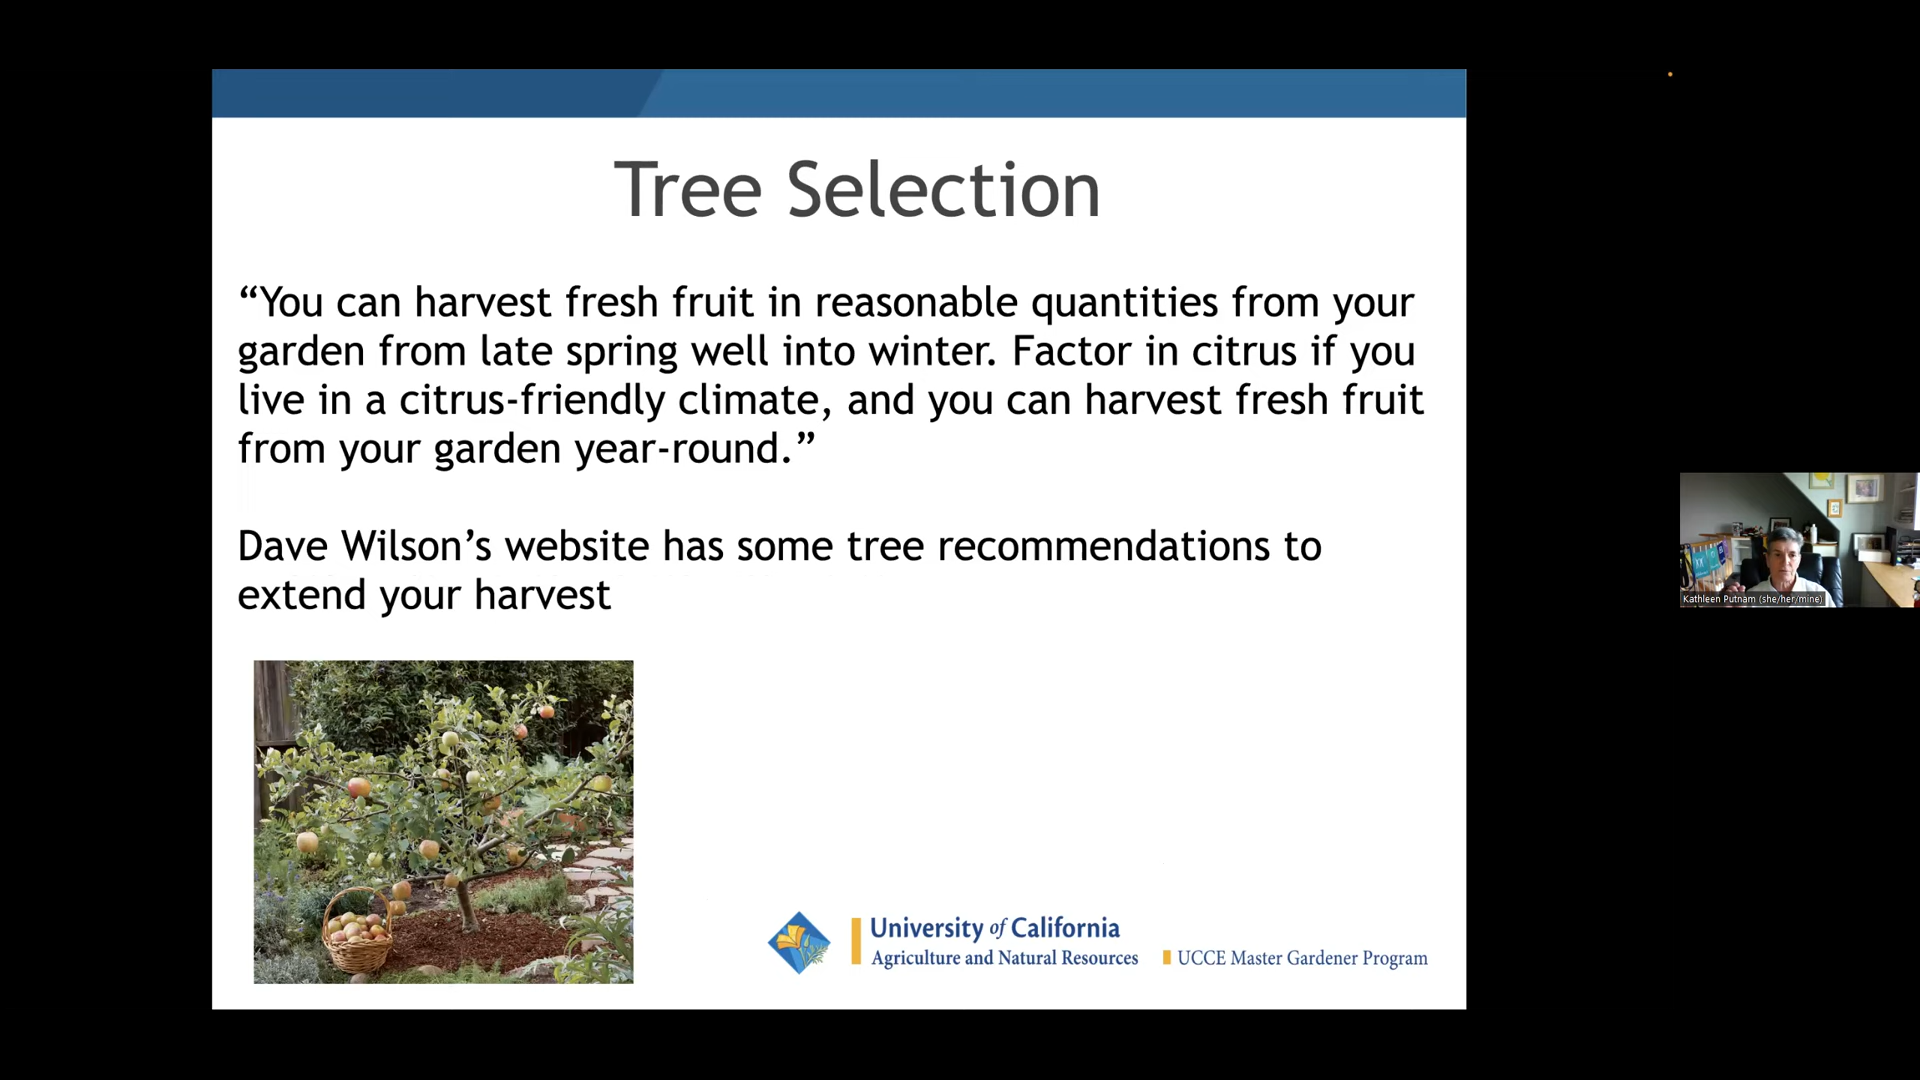 Tree Selection
“You can harvest fresh fruit in reasonable quantities from your
garden from late spring well into winter. Factor in citrus if you
live in a citrus-friendly climate, and you can harvest fresh fruit
from your garden year-round.”
Dave Wilson’s website has some tree recommendations to
extend your harvest
University of California
Agriculture and Natural Resources
UCCE Master Gardener Program
Kathleen Putnam (she/her/mine)